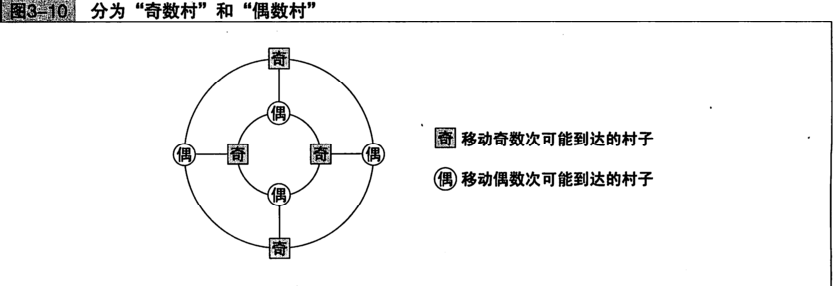 图3-10 分为“奇数村”和“偶数村”
奇
偶
偶 奇 奇 偶
偶
奇
奇 移动奇数次可能到达的村子
偶 移动偶数次可能到达的村子